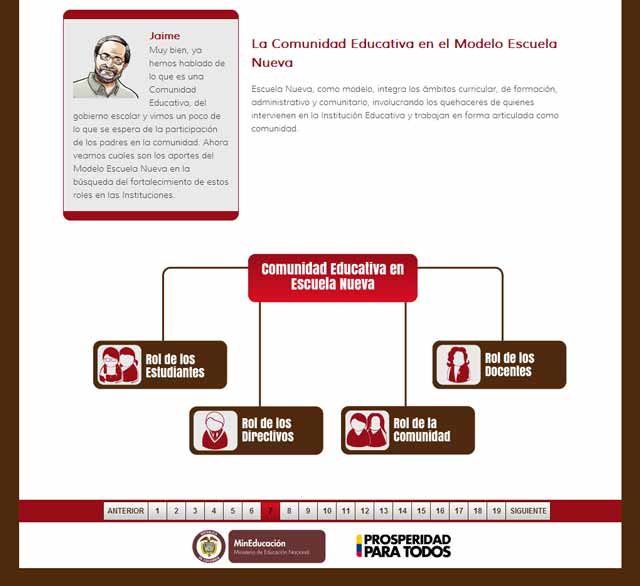 Jaime
Muy bien, ya
hemos hablado de
lo que es una
Comunidad
Educativa, del
gobierno escolar y vimos un poco de
lo que se espera de la participación
de los padres en la comunidad. Ahora
veamos cuales son los aportes del
Modelo Escuela Nueva en la
búsqueda del fortalecimiento de estos
roles en las Instituciones.
La Comunidad Educativa en el Modelo Escuela
Nueva
Escuela Nueva, como modelo, integra los ámbitos curricular, de formación,
administrativo y comunitario, involucrando los quehaceres de quienes
intervienen en la Institución Educativa y trabajan en forma articulada como
comunidad.
Comunidad Educativa en
Escuela Nueva
Rol de los
Estudiantes
Rol de los
Docentes
Rol de los
Directivos
Rol de la
comunidad
ANTERIOR 1 2 3 4 5 6 7 8 9 10 11 12 13 14 15 16 17 18 19 SIGUIENTE
MinEducación
Ministerio de Educación Nacional
PROSPERIDAD
PARA TODOS